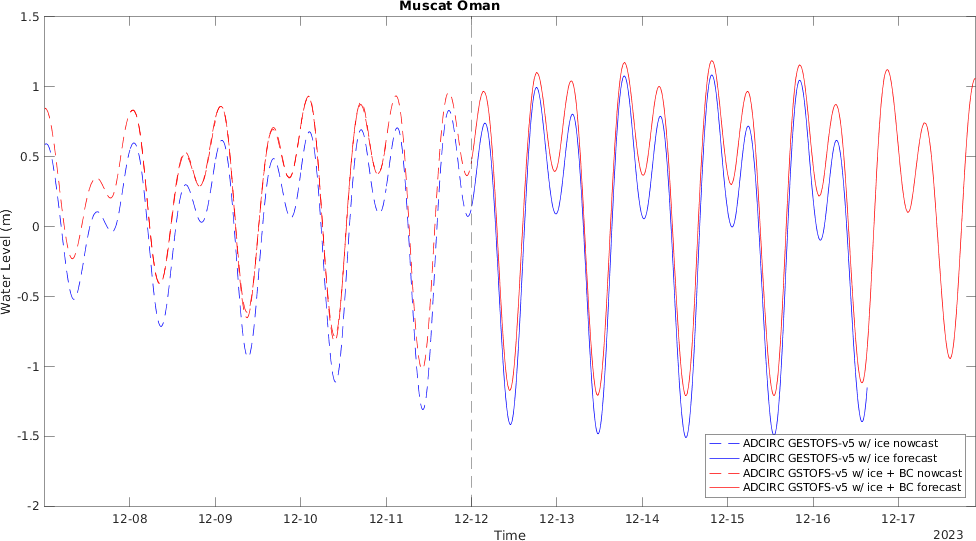 Muscat Oman
1.5
1
0.5
0
-0.5
-1
-1.5
-2
Water Level (m)
12-08
12-09
12-10
12-11
12-12
12-13
12-14
12-15
12-16
12-17
Time
2023
ADCIRC GESTOFS-v5 w/ ice nowcast
ADCIRC GESTOFS-v5 w/ ice forecast
ADCIRC GSTOFS-v5 w/ ice + BC nowcast
ADCIRC GSTOFS-v5 w/ ice + BC forecast